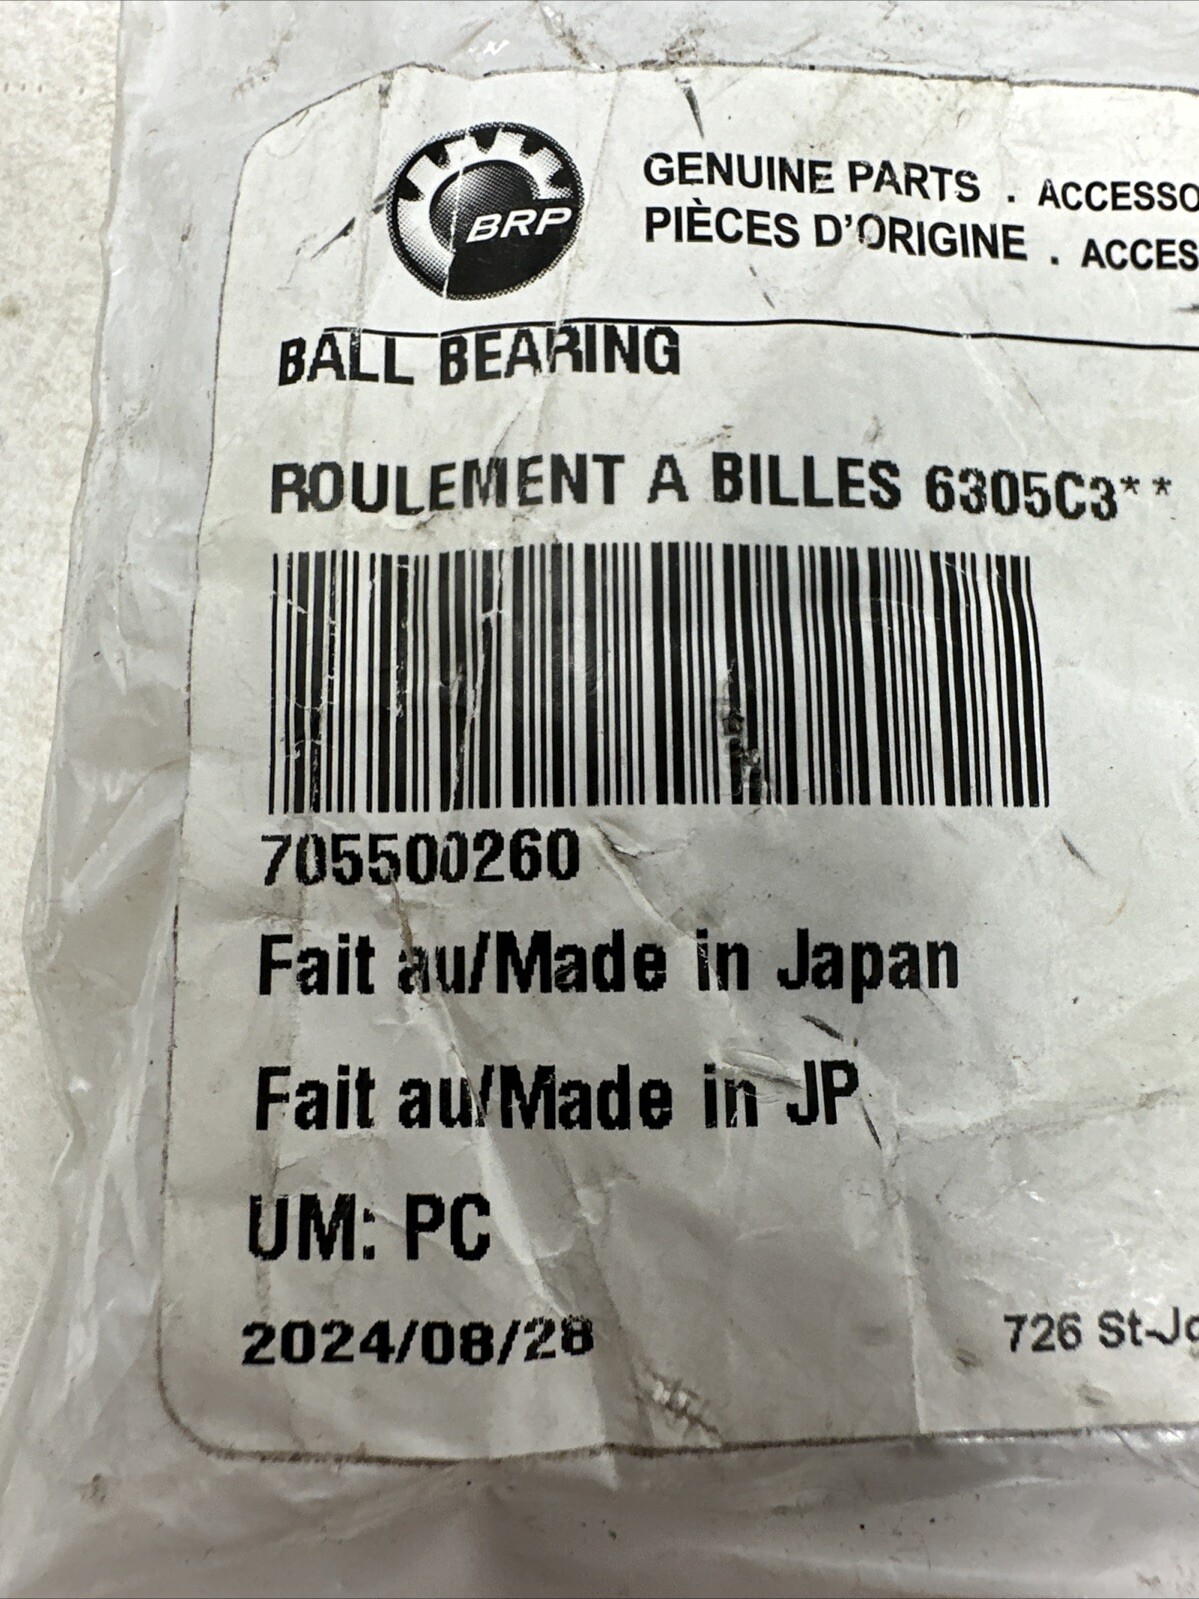 BRP
GENUINE PARTS . ACCESSO
PIÈCES D'ORIGINE . ACCES
BALL BEARING
ROULEMENT A BILLES 6305C3**
705500260
Fait au/Made in Japan
Fait au/Made in JP
UM: PC
2024/08/28
726 St-Jo